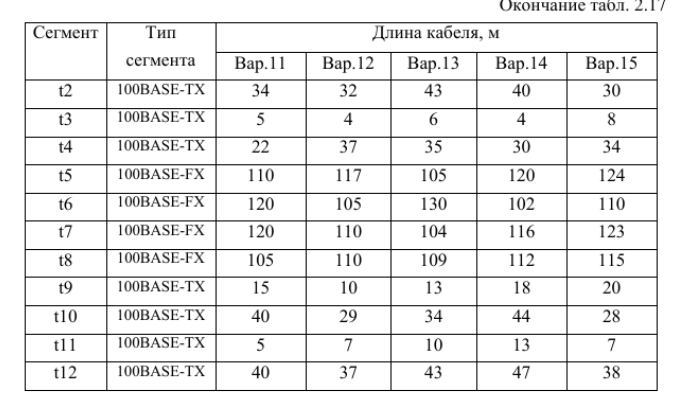 Окончание табл. 2.17
Сегмент Тип сегмента Длина кабеля, м
Вар.11 Вар.12 Вар.13 Вар.14 Вар.15
t2 100BASE-TX 34 32 43 40 30
t3 100BASE-TX 5 4 6 4 8
t4 100BASE-TX 22 37 35 30 34
t5 100BASE-FX 110 117 105 120 124
t6 100BASE-FX 120 105 130 102 110
t7 100BASE-FX 120 110 104 116 123
t8 100BASE-FX 105 110 109 112 115
t9 100BASE-TX 15 10 13 18 20
t10 100BASE-TX 40 29 34 44 28
t11 100BASE-TX 5 7 10 13 7
t12 100BASE-TX 40 37 43 47 38